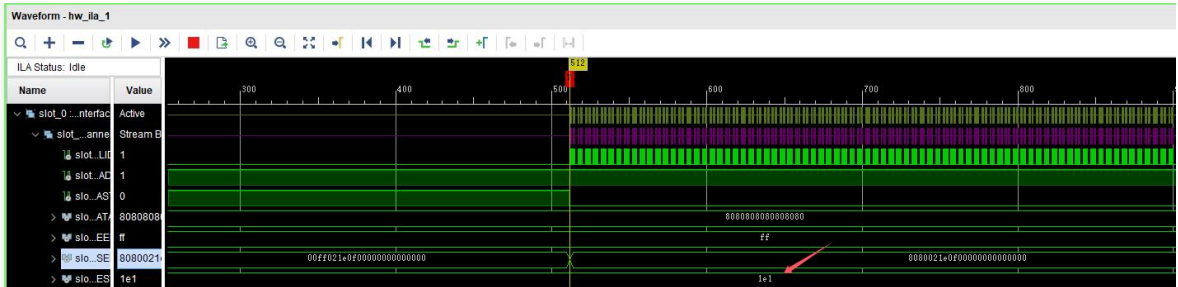 Waveform - hw_ila_1
ILA Status: Idle
512
Name Value
300 400 500 600 700 800
slot_0 :...nterfac Active
slot_...anne Stream B
slot...LID 1
slot...AD 1
slo...AST 0
slo...ATA 80808080 8080808080808080
slo...EE ff ff
slo...SE 8080021e 00ff021e0f00000000000000 8080021e0f00000000000000
slo...ES 1e1 1e1